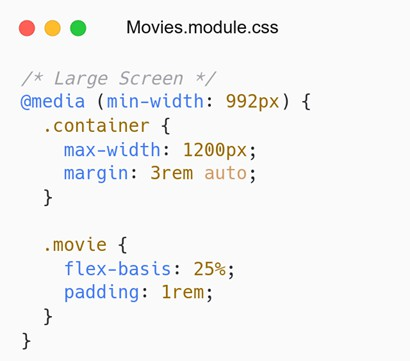 Movies.module.css
/* Large Screen */
@media (min-width: 992px) {
  .container {
    max-width: 1200px;
    margin: 3rem auto;
  }

  .movie {
    flex-basis: 25%;
    padding: 1rem;
  }
}